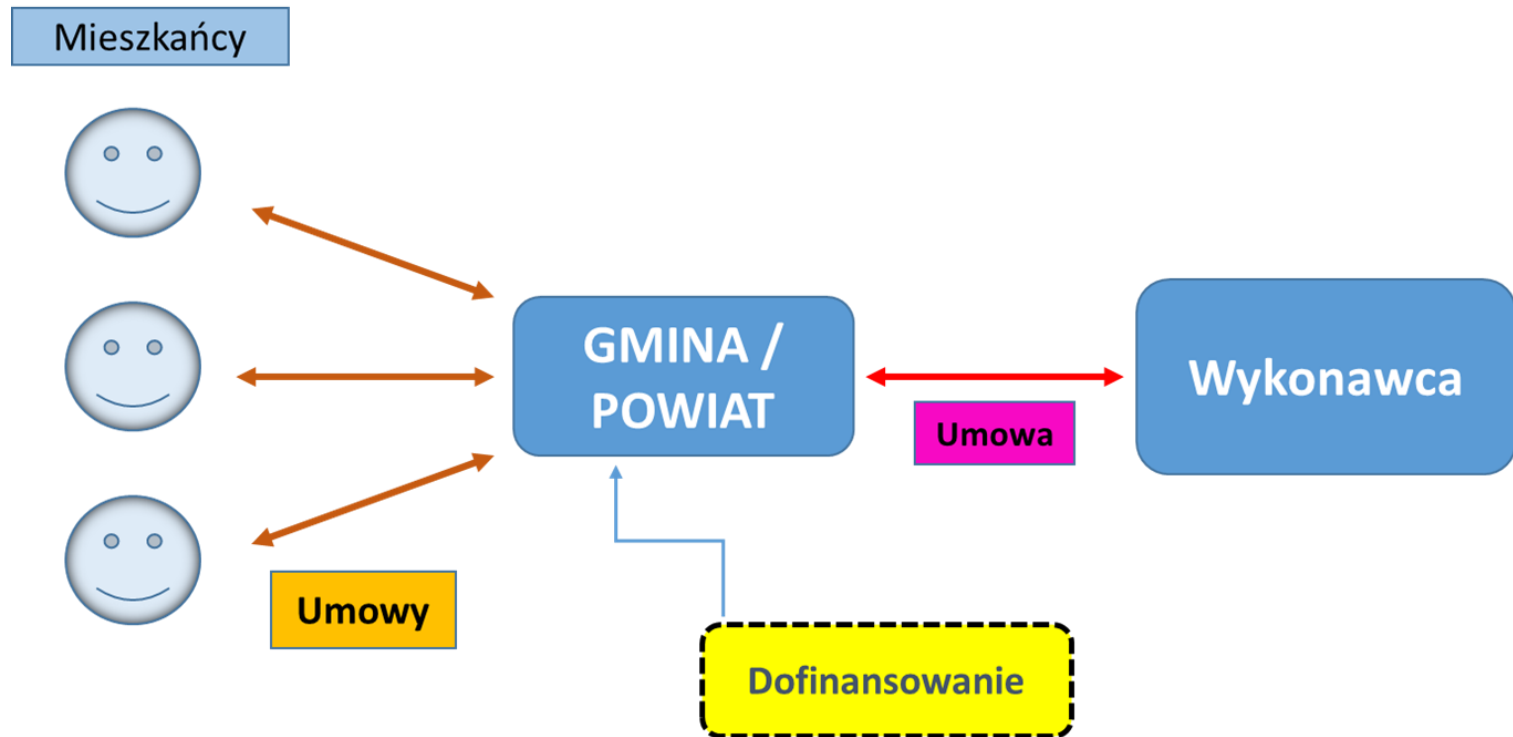 Mieszkańcy
GMINA /
POWIAT
Wykonawca
Umowa
Umowy
Dofinansowanie